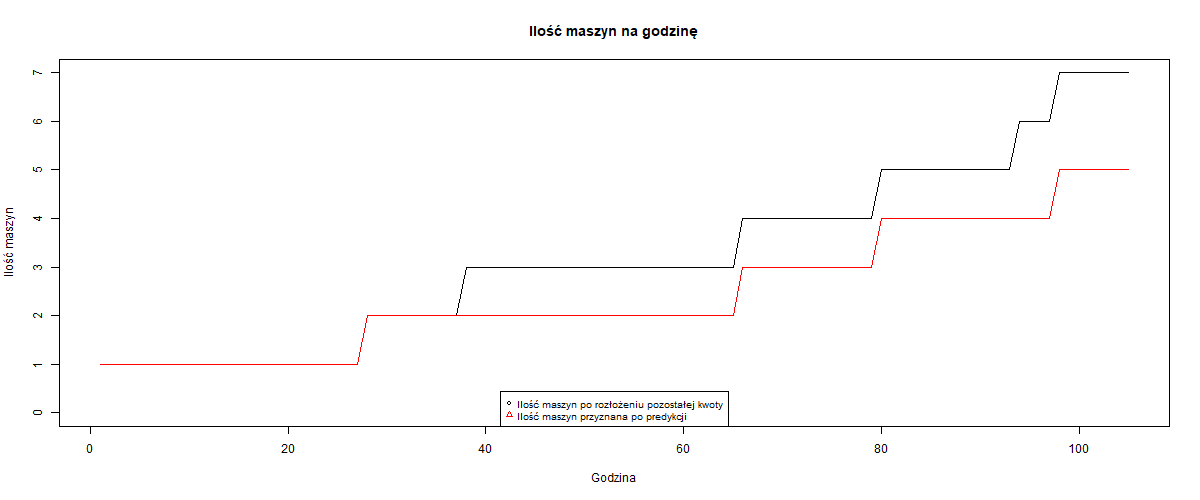 Ilość maszyn na godzinę
Ilość maszyn
7
6
5
4
3
2
1
0
Ilość maszyn po rozłożeniu pozostałej kwoty
Ilość maszyn przyznana po predykcji
0 20 40 60 80 100
Godzina